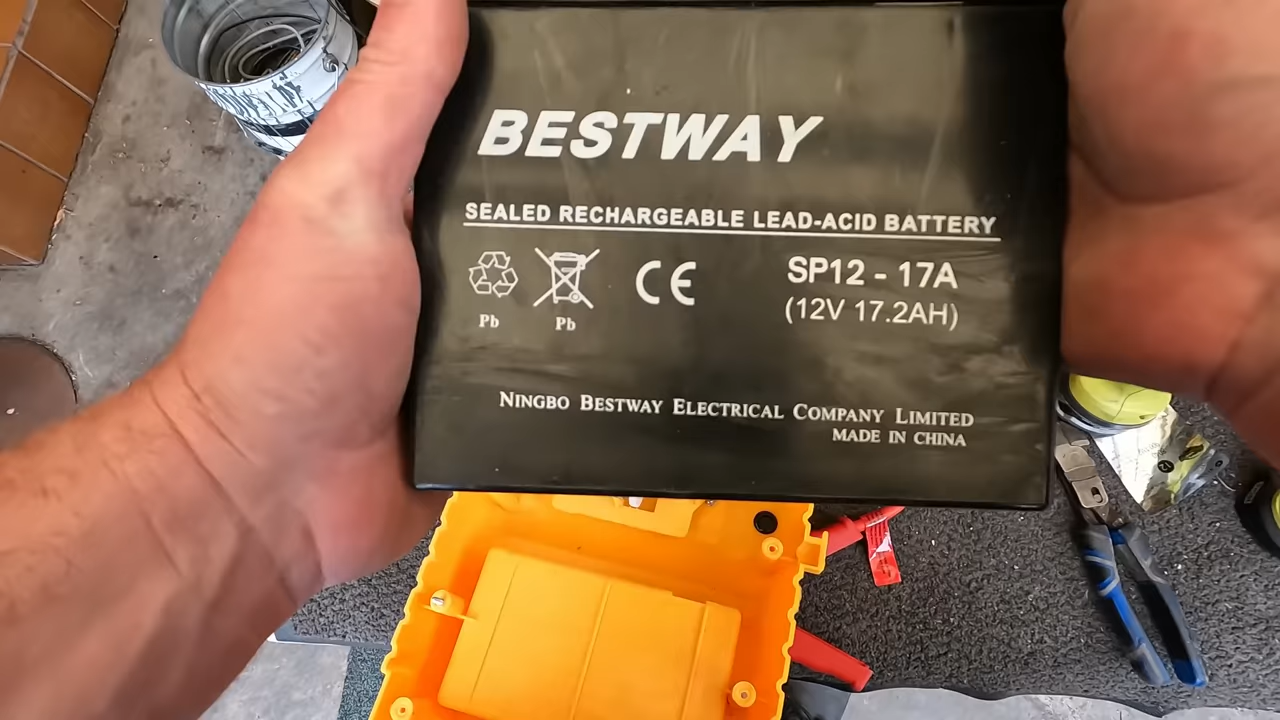 BESTWAY
SEALED RECHARGEABLE LEAD-ACID BATTERY
SP12 - 17A
(12V 17.2AH)
CE
Pb Pb
NINGBO BESTWAY ELECTRICAL COMPANY LIMITED
MADE IN CHINA